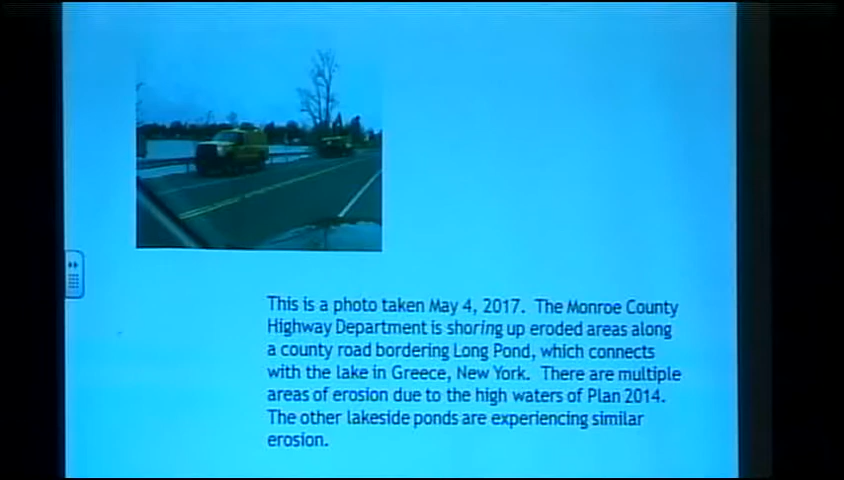 This is a photo taken May 4, 2017. The Monroe County
Highway Department is shoring up eroded areas along
a county road bordering Long Pond, which connects
with the lake in Greece, New York. There are multiple
areas of erosion due to the high waters of Plan 2014.
The other lakeside ponds are experiencing similar
erosion.